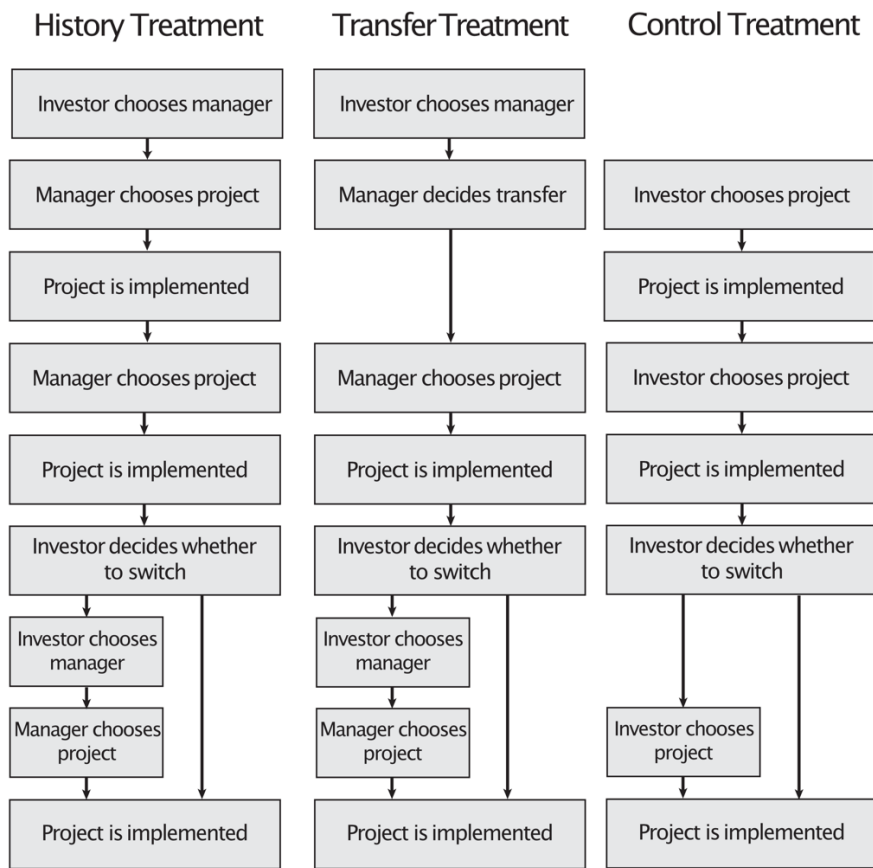 History Treatment
Investor chooses manager
Manager chooses project
Project is implemented
Manager chooses project
Project is implemented
Investor decides whether
to switch
Investor chooses
manager
Manager chooses
project
Project is implemented
Transfer Treatment
Investor chooses manager
Manager decides transfer
Manager chooses project
Project is implemented
Investor decides whether
to switch
Investor chooses
manager
Manager chooses
project
Project is implemented
Control Treatment
Investor chooses project
Project is implemented
Investor chooses project
Project is implemented
Investor decides whether
to switch
Investor chooses
project
Project is implemented